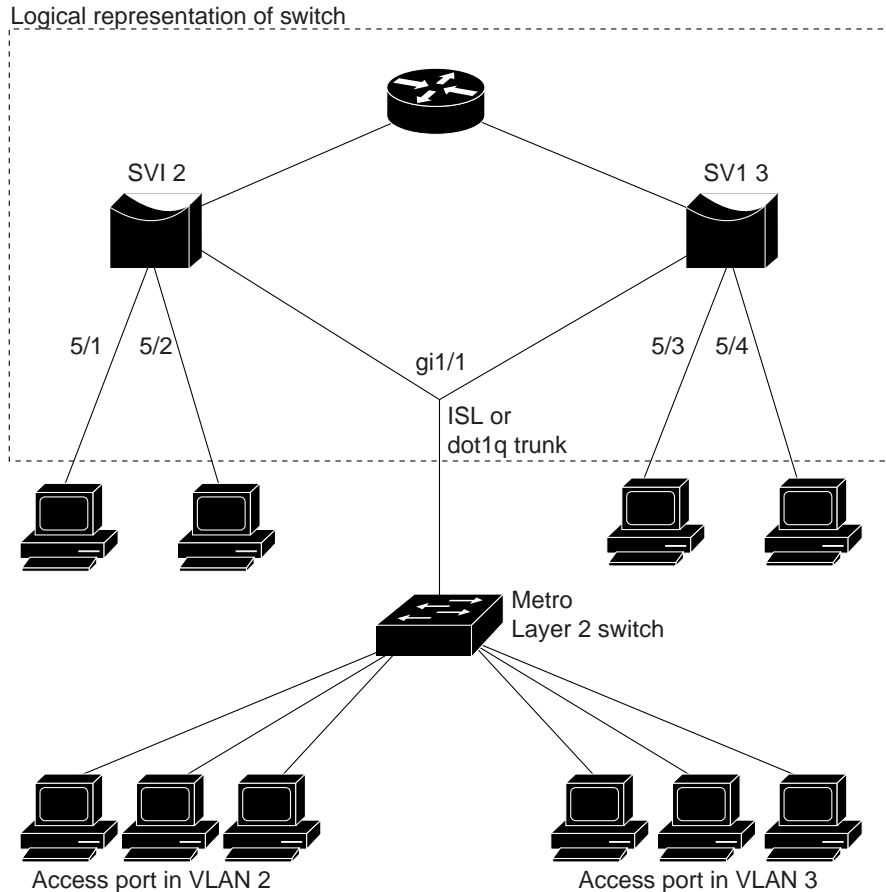 Logical representation of switch
SVI 2
SV1 3
5/1
5/2
gi1/1
5/3
5/4
ISL or
dot1q trunk
Metro
Layer 2 switch
Access port in VLAN 2
Access port in VLAN 3